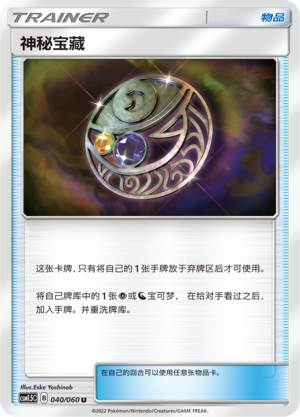 TRAINER 物品
神秘宝藏
这张卡牌,只有将自己的1张手牌放于弃牌区后才可使用。
将自己牌库中的1张或宝可梦，在给对手看过之后,
加入手牌。并重洗牌库。
Illus.Eske Yoshinob
CSM1.5C B 040/060 U
在自己的回合可以使用任意张物品卡。
©2022 Pokémon/Nintendo/Creatures/GAME FREAK.